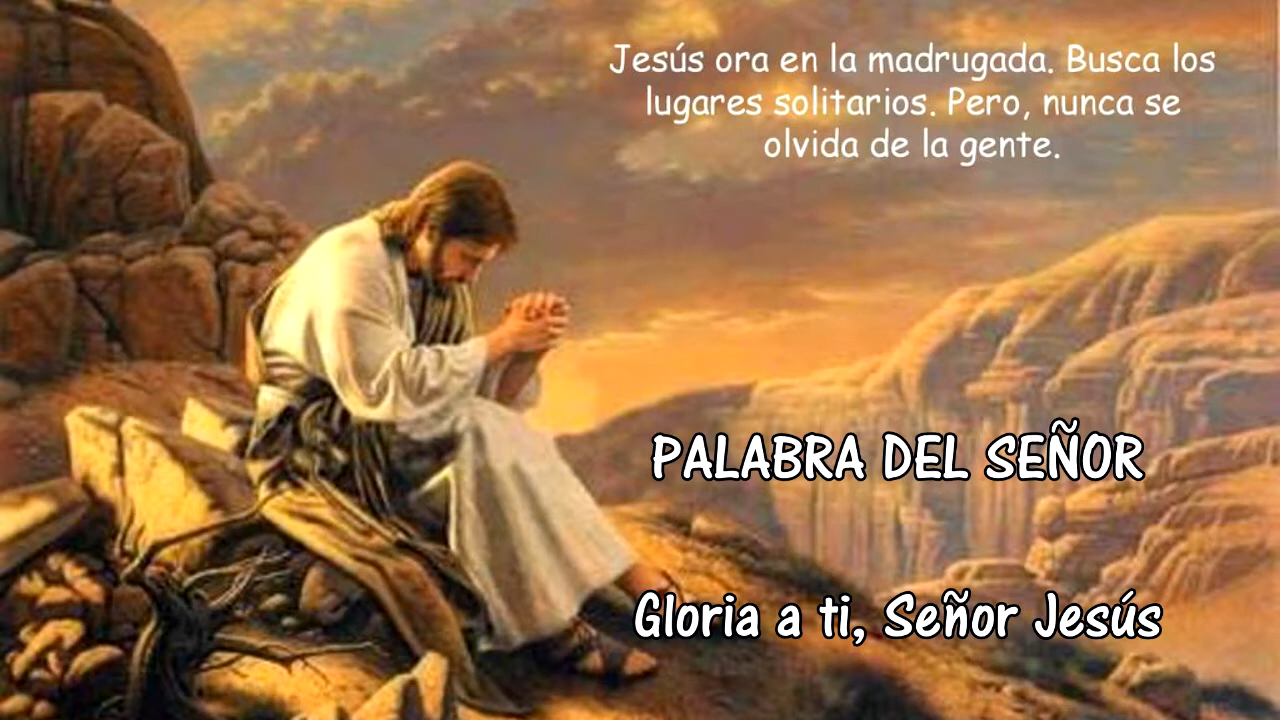 Jesús ora en la madrugada. Busca los
lugares solitarios. Pero, nunca se
olvida de la gente.
PALABRA DEL SEÑOR
Gloria a ti, Señor Jesús